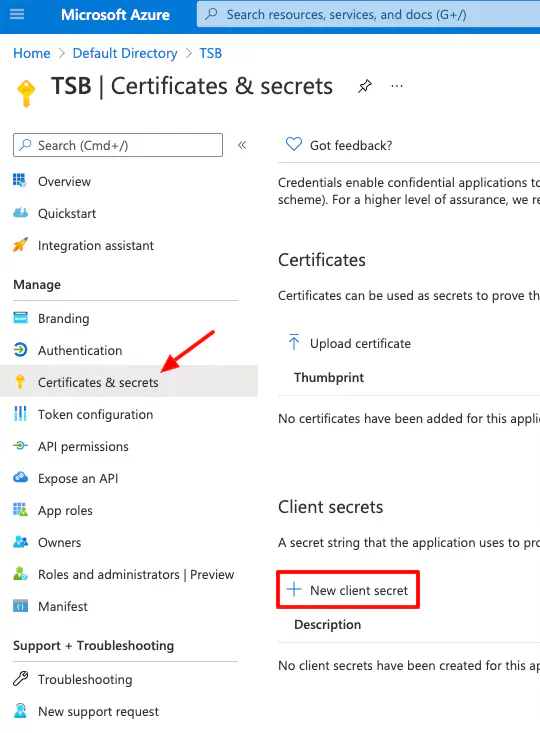 Microsoft Azure
Search resources, services, and docs (G+/)
Home > Default Directory > TSB
TSB | Certificates & secrets
Search (Cmd+/)
Overview
Quickstart
Integration assistant
Manage
Branding
Authentication
Certificates & secrets
Token configuration
API permissions
Expose an API
App roles
Owners
Roles and administrators | Preview
Manifest
Support + Troubleshooting
Troubleshooting
New support request
Got feedback?
Credentials enable confidential applications to
scheme). For a higher level of assurance, we re
Certificates
Certificates can be used as secrets to prove the
Upload certificate
Thumbprint
No certificates have been added for this appli
Client secrets
A secret string that the application uses to pro
New client secret
Description
No client secrets have been created for this ap